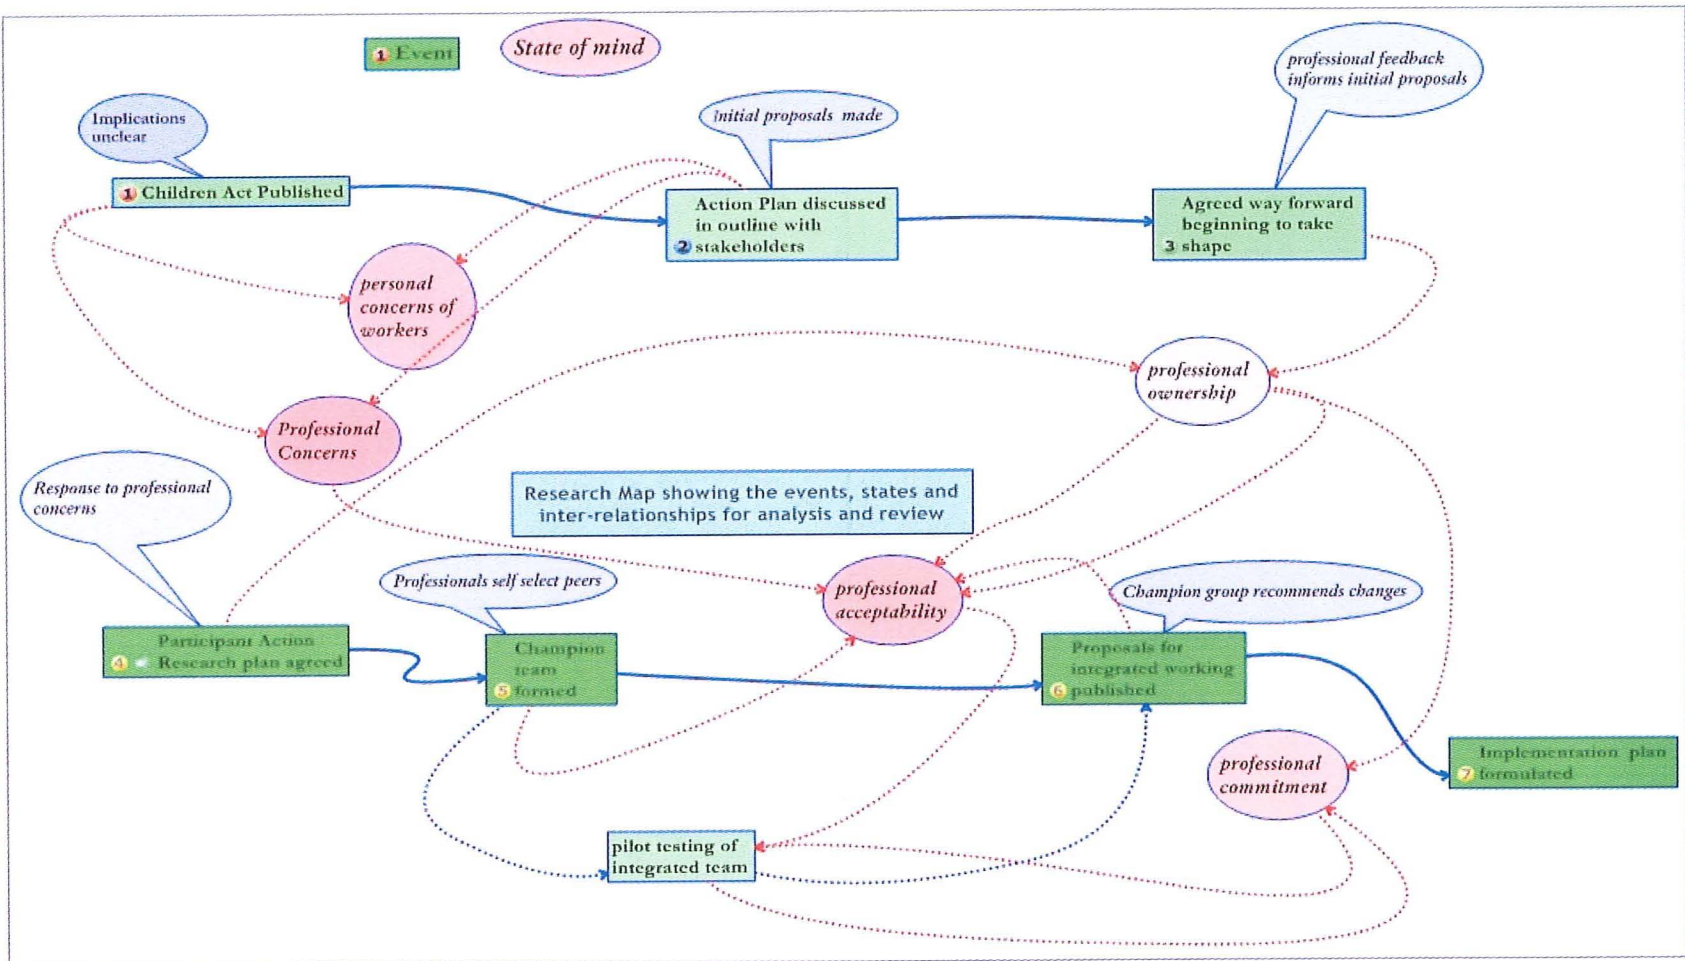 1 Event
State of mind
professional feedback
informs initial proposals
Implications
unclear
Initial proposals made
1 Children Act Published
Action Plan discussed
in outline with
2 stakeholders
Agreed way forward
beginning to take
3 shape
personal
concerns of
workers
professional
ownership
Professional
Concerns
Response to professional
concerns
Research Map showing the events, states and
inter-relationships for analysis and review
Professionals self select peers
professional
acceptability
Champion group recommends changes
Participant Action
4 Research plan agreed
Champion
team
5 formed
Proposals for
integrated working
6 published
professional
commitment
Implementation plan
7 formulated
pilot testing of
integrated team